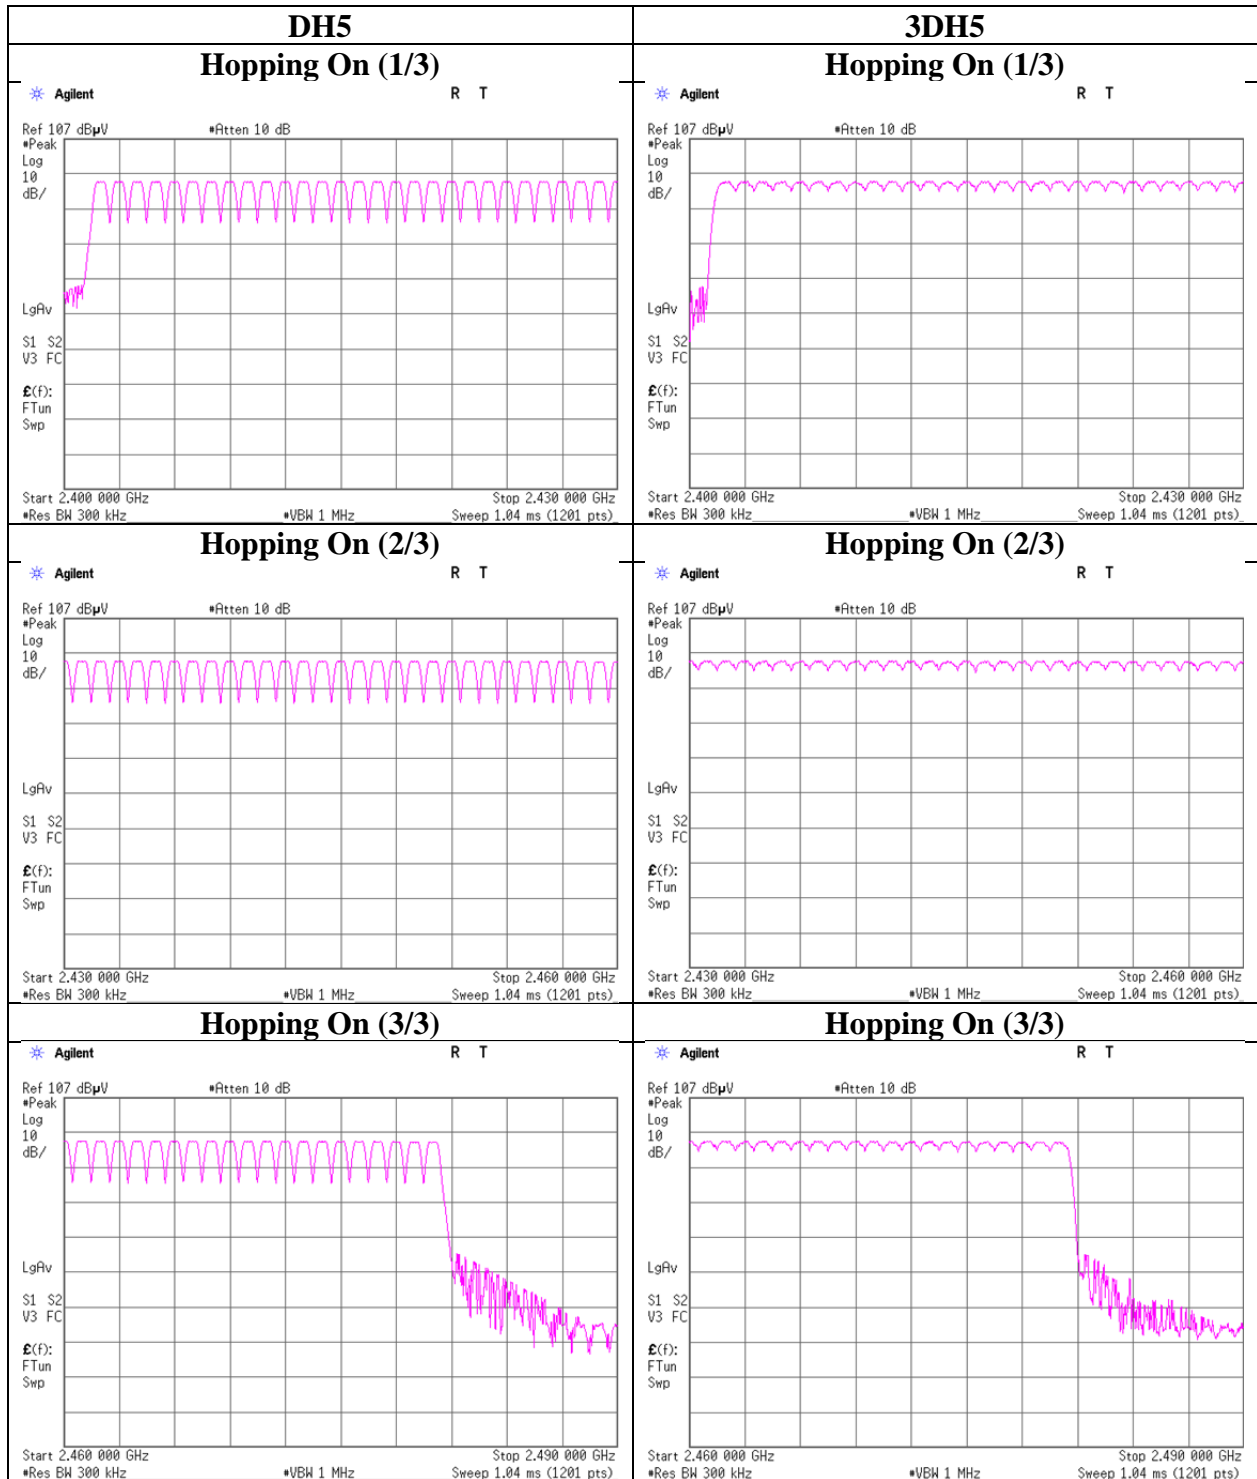 DH5
3DH5
Hopping On (1/3)
Hopping On (1/3)
Agilent
R T
Ref 107 dBµV
#Atten 10 dB
#Peak
Log
10
dB/
LgAv
S1 S2
V3 FC
£(f):
FTun
Swp
Start 2.400 000 GHz
Stop 2.430 000 GHz
#Res BW 300 kHz
#VBW 1 MHz
Sweep 1.04 ms (1201 pts)
Agilent
R T
Ref 107 dBµV
#Atten 10 dB
#Peak
Log
10
dB/
LgAv
S1 S2
V3 FC
£(f):
FTun
Swp
Start 2.400 000 GHz
Stop 2.430 000 GHz
#Res BW 300 kHz
#VBW 1 MHz
Sweep 1.04 ms (1201 pts)
Hopping On (2/3)
Hopping On (2/3)
Agilent
R T
Ref 107 dBµV
#Atten 10 dB
#Peak
Log
10
dB/
LgAv
S1 S2
V3 FC
£(f):
FTun
Swp
Start 2.430 000 GHz
Stop 2.460 000 GHz
#Res BW 300 kHz
#VBW 1 MHz
Sweep 1.04 ms (1201 pts)
Agilent
R T
Ref 107 dBµV
#Atten 10 dB
#Peak
Log
10
dB/
LgAv
S1 S2
V3 FC
£(f):
FTun
Swp
Start 2.430 000 GHz
Stop 2.460 000 GHz
#Res BW 300 kHz
#VBW 1 MHz
Sweep 1.04 ms (1201 pts)
Hopping On (3/3)
Hopping On (3/3)
Agilent
R T
Ref 107 dBµV
#Atten 10 dB
#Peak
Log
10
dB/
LgAv
S1 S2
V3 FC
£(f):
FTun
Swp
Start 2.460 000 GHz
Stop 2.490 000 GHz
#Res BW 300 kHz
#VBW 1 MHz
Sweep 1.04 ms (1201 pts)
Agilent
R T
Ref 107 dBµV
#Atten 10 dB
#Peak
Log
10
dB/
LgAv
S1 S2
V3 FC
£(f):
FTun
Swp
Start 2.460 000 GHz
Stop 2.490 000 GHz
#Res BW 300 kHz
#VBW 1 MHz
Sweep 1.04 ms (1201 pts)